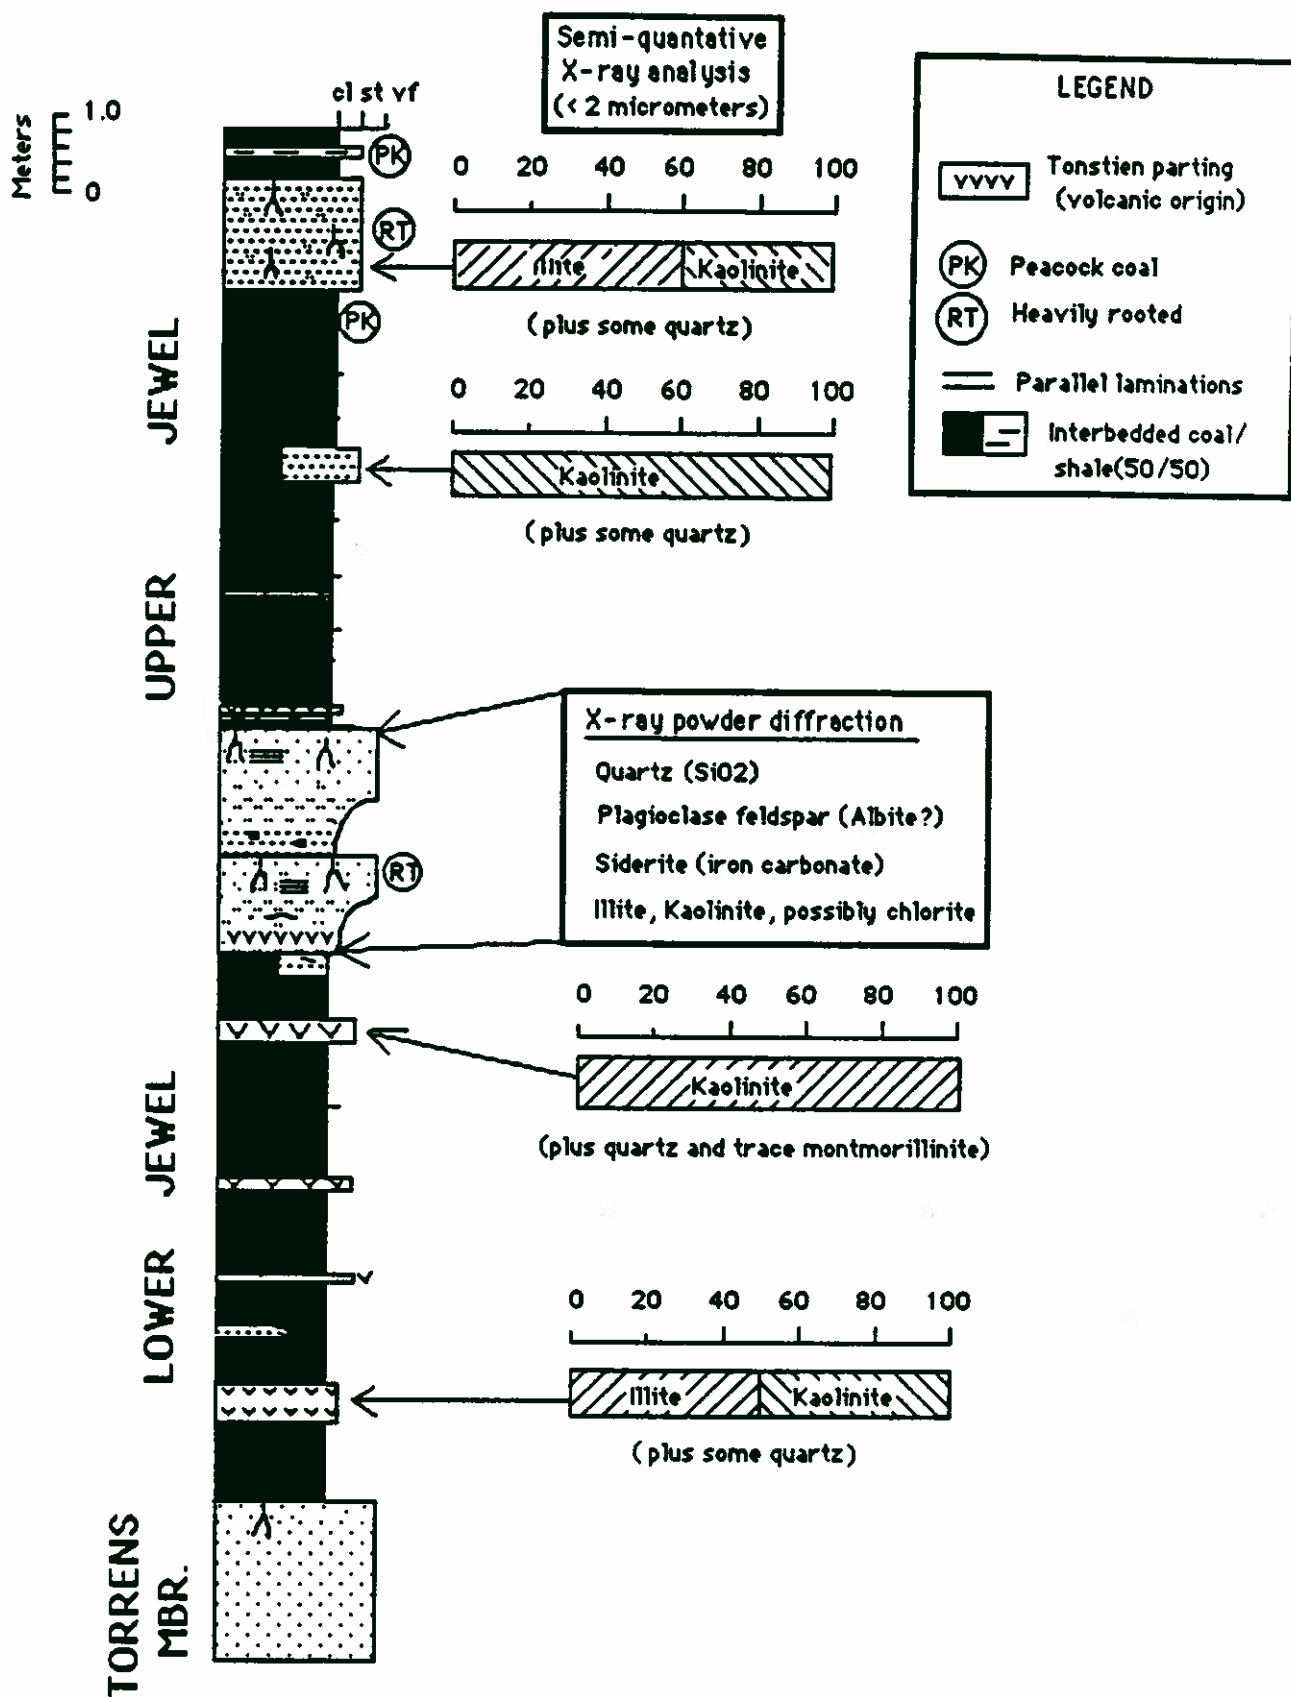 Semi-quantative
X-ray analysis
(< 2 micrometers)
LEGEND
Tonstien parting
(volcanic origin)
PK Peacock coal
RT Heavily rooted
Parallel laminations
Interbedded coal/
shale(50/50)
Meters
1.0
0
cl st vf
PK
RT
0 20 40 60 80 100
Illite Kaolinite
(plus some quartz)
PK
0 20 40 60 80 100
Kaolinite
(plus some quartz)
UPPER JEWEL
X-ray powder diffraction
Quartz (SiO2)
Plagioclase feldspar (Albite?)
Siderite (iron carbonate)
Illite, Kaolinite, possibly chlorite
RT
0 20 40 60 80 100
Kaolinite
(plus quartz and trace montmorillinite)
LOWER JEWEL
0 20 40 60 80 100
Illite Kaolinite
(plus some quartz)
TORRENS
MBR.